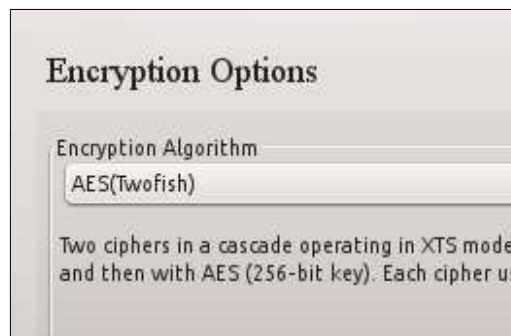 Encryption Options
Encryption Algorithm
AES(Twofish)
Two ciphers in a cascade operating in XTS mode
and then with AES (256-bit key). Each cipher